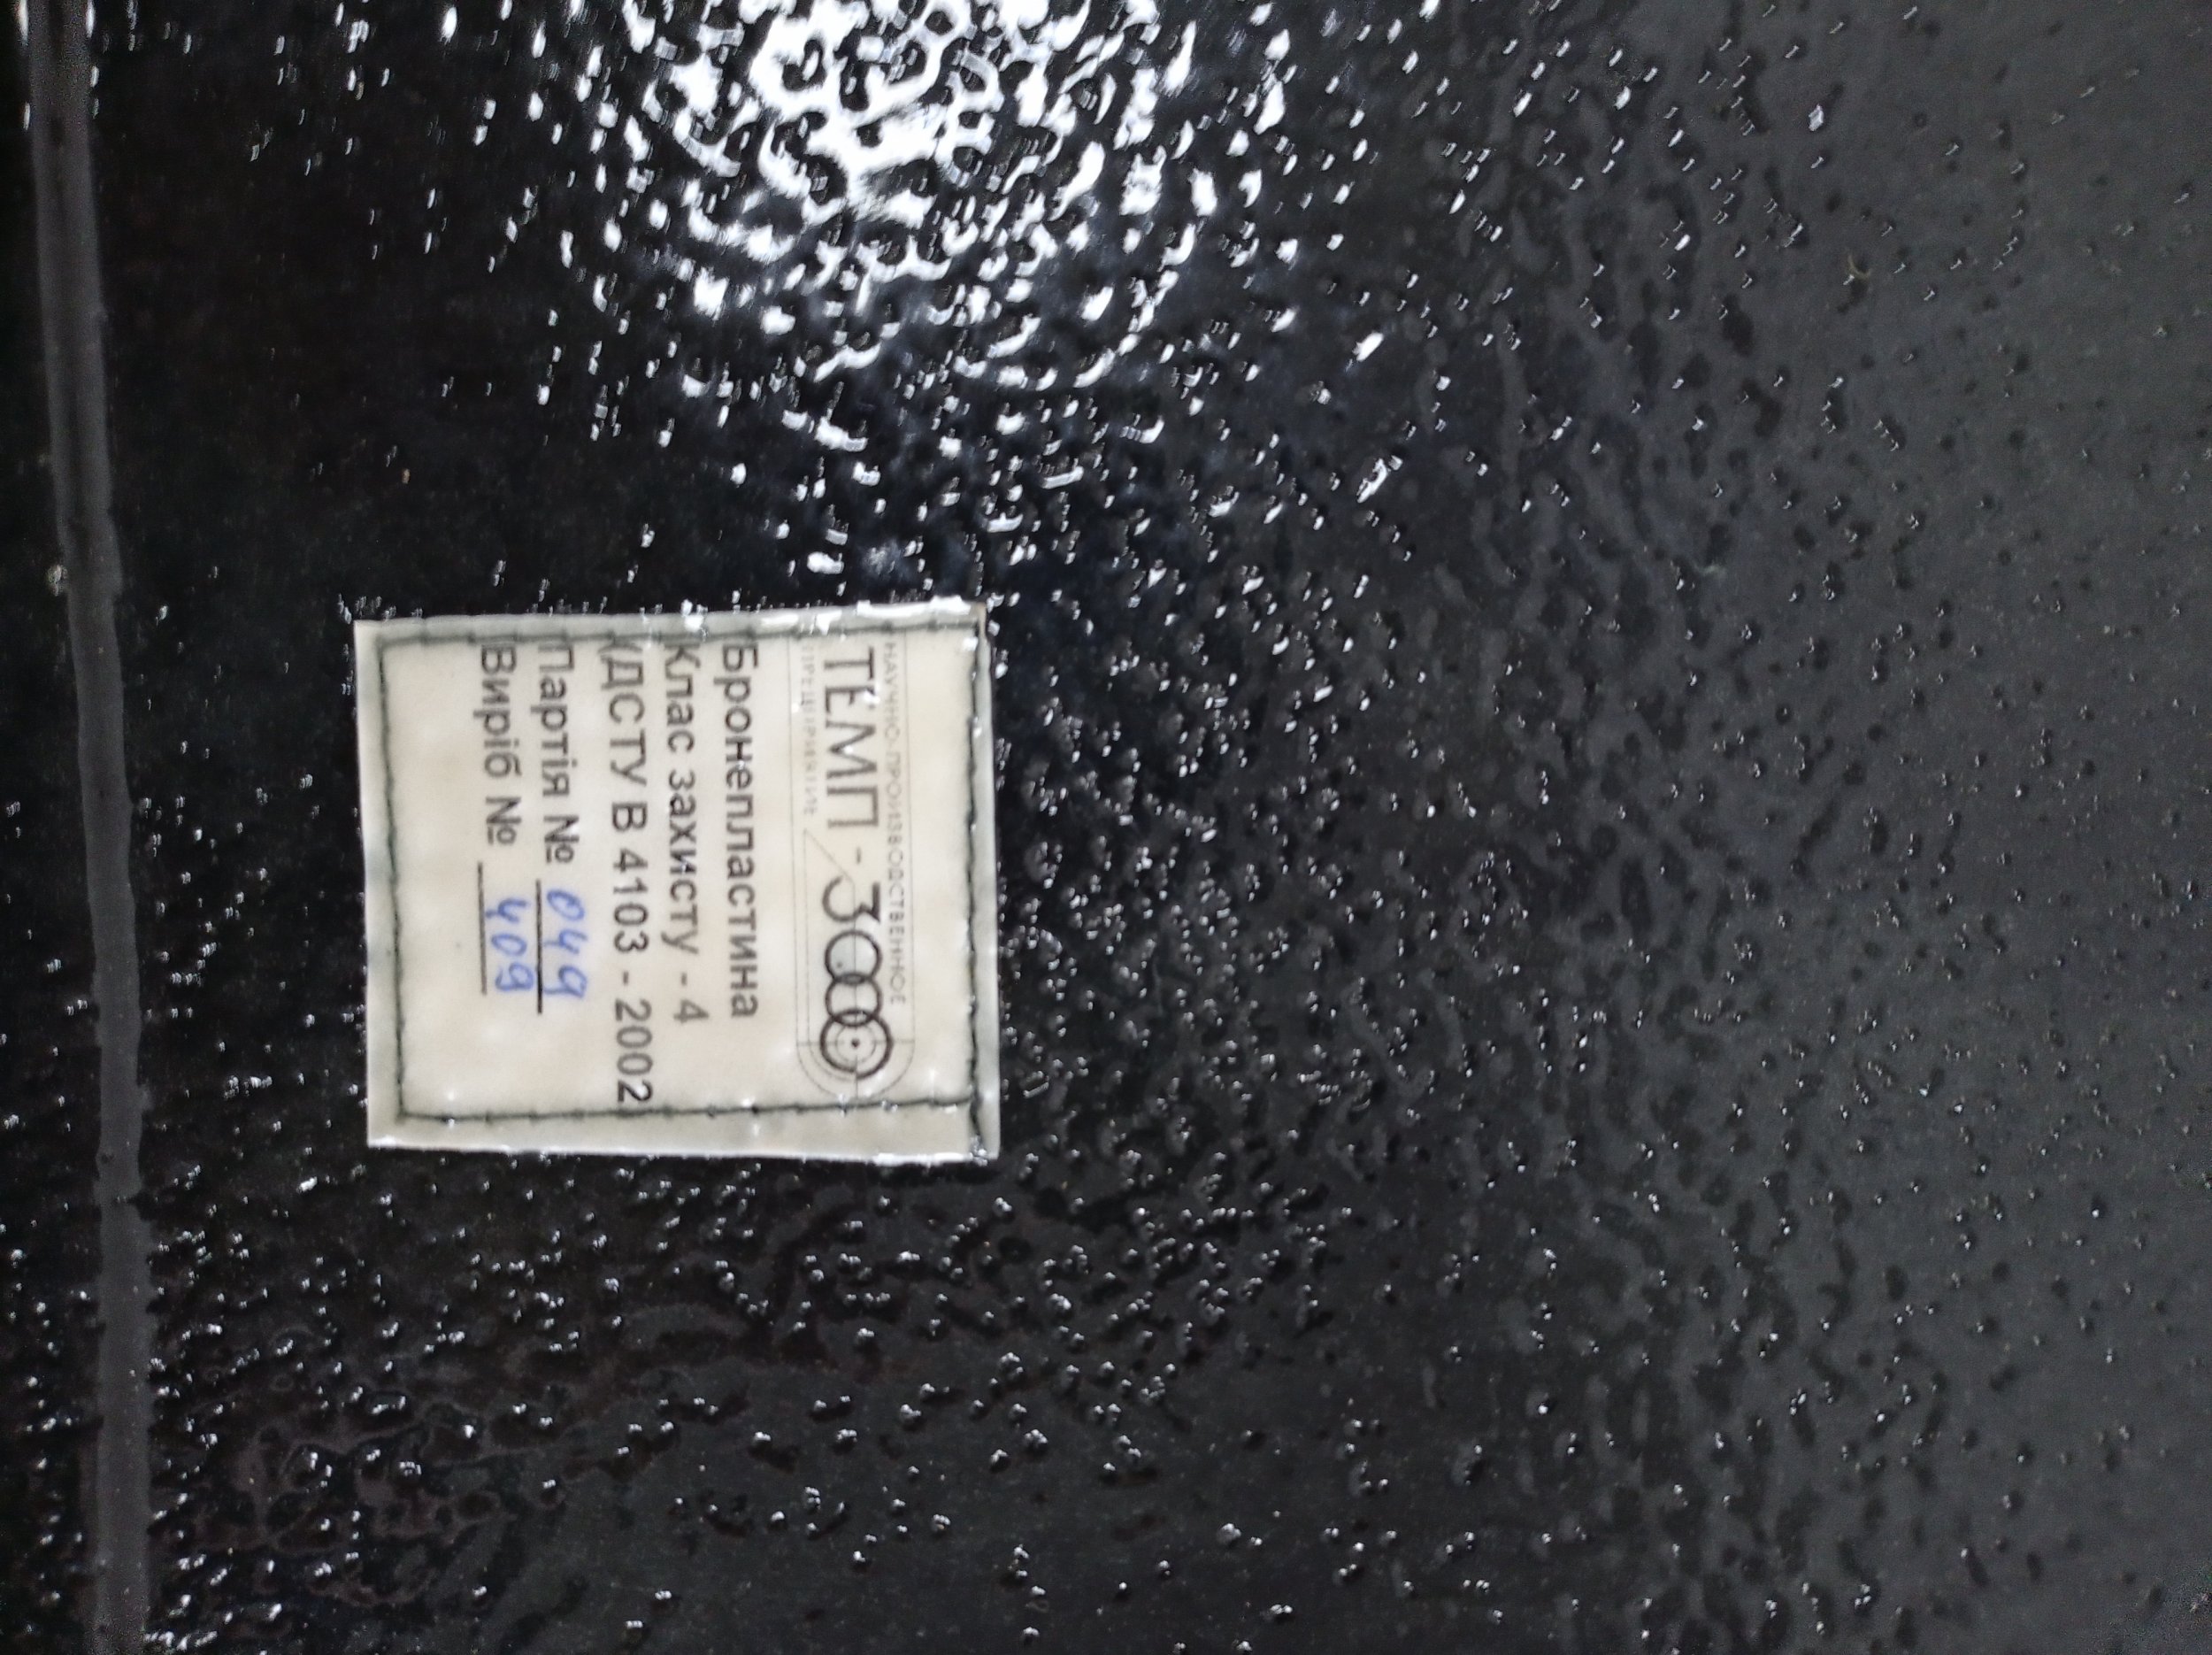 НАУЧНО-ПРОИЗВОДСТВЕННОЕ
ТЕМП-3000
ПРЕДПРИЯТИЕ
Бронепластина
Клас захисту - 4
(ДСТУ В 4103 - 2002
Партія № 049
Виріб № 409